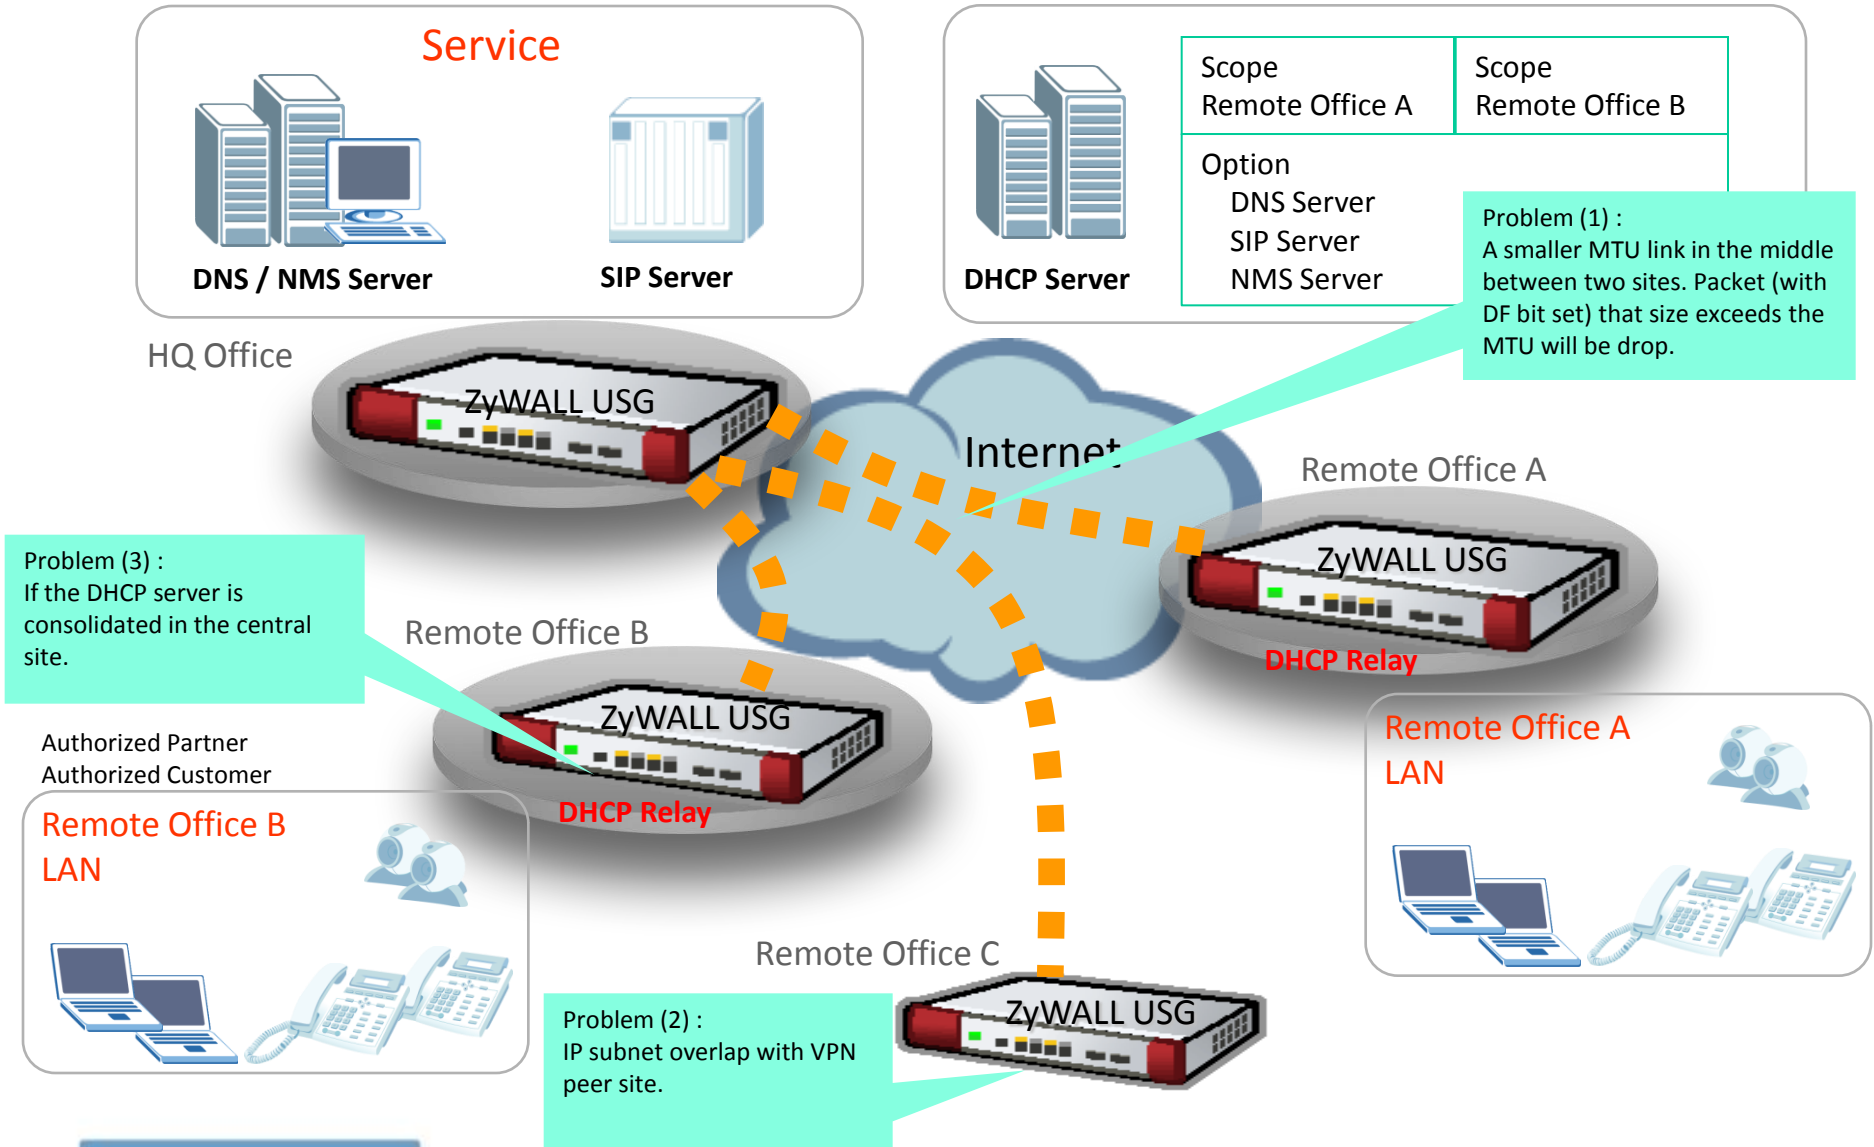 Service
DNS / NMS Server
SIP Server
DHCP Server
Scope
Remote Office A
Scope
Remote Office B
Option
DNS Server
SIP Server
NMS Server
Problem (1) :
A smaller MTU link in the middle
between two sites. Packet (with
DF bit set) that size exceeds the
MTU will be drop.
HQ Office
ZyWALL USG
Internet
Remote Office A
ZyWALL USG
DHCP Relay
Problem (3) :
If the DHCP server is
consolidated in the central
site.
Remote Office B
ZyWALL USG
DHCP Relay
Authorized Partner
Authorized Customer
Remote Office B
LAN
Remote Office A
LAN
Remote Office C
ZyWALL USG
Problem (2) :
IP subnet overlap with VPN
peer site.